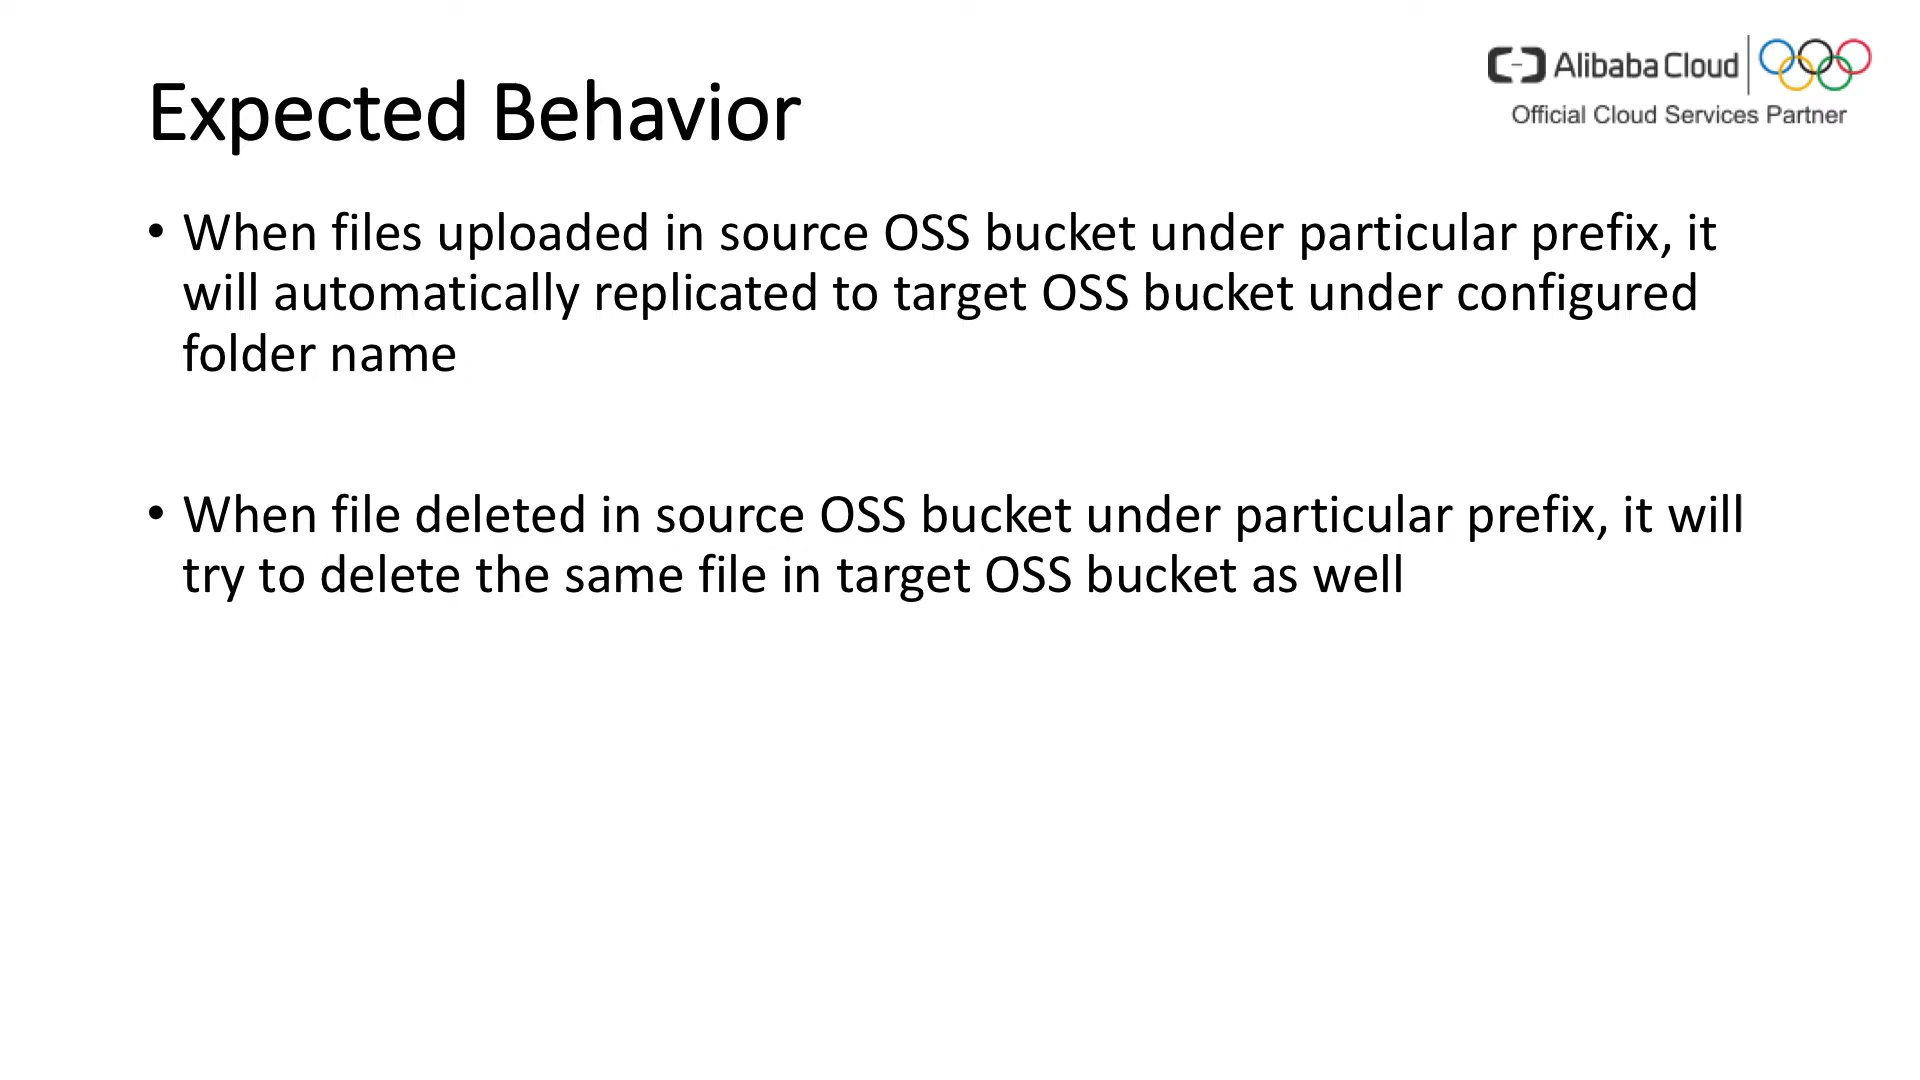 Expected Behavior
Alibaba Cloud
Official Cloud Services Partner
• When files uploaded in source OSS bucket under particular prefix, it
will automatically replicated to target OSS bucket under configured
folder name
• When file deleted in source OSS bucket under particular prefix, it will
try to delete the same file in target OSS bucket as well